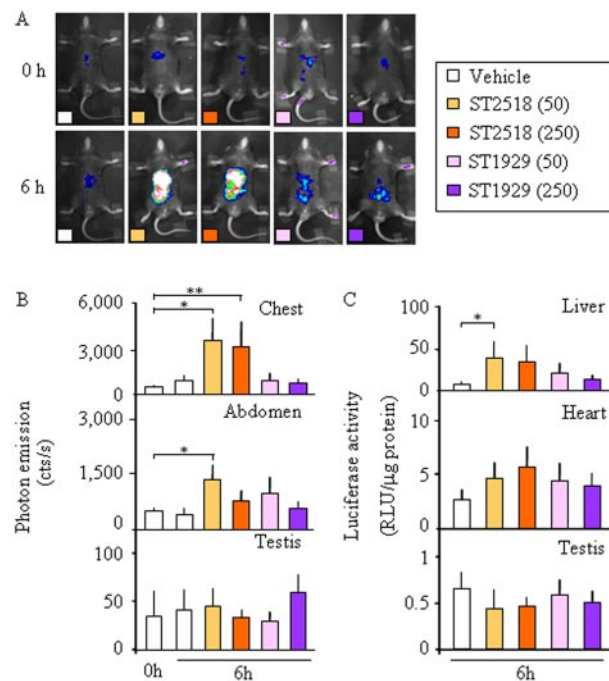 A
0 h
6 h
Vehicle
ST2518 (50)
ST2518 (250)
ST1929 (50)
ST1929 (250)
B
Photon emission
(cts/s)
6,000
3,000
0
**
*
Chest
3,000
1,500
0
*
Abdomen
100
50
0
Testis
0h
6h
C
Luciferase activity
(RLU/μg protein)
100
50
0
*
Liver
10
5
0
Heart
1
0.5
0
Testis
6h